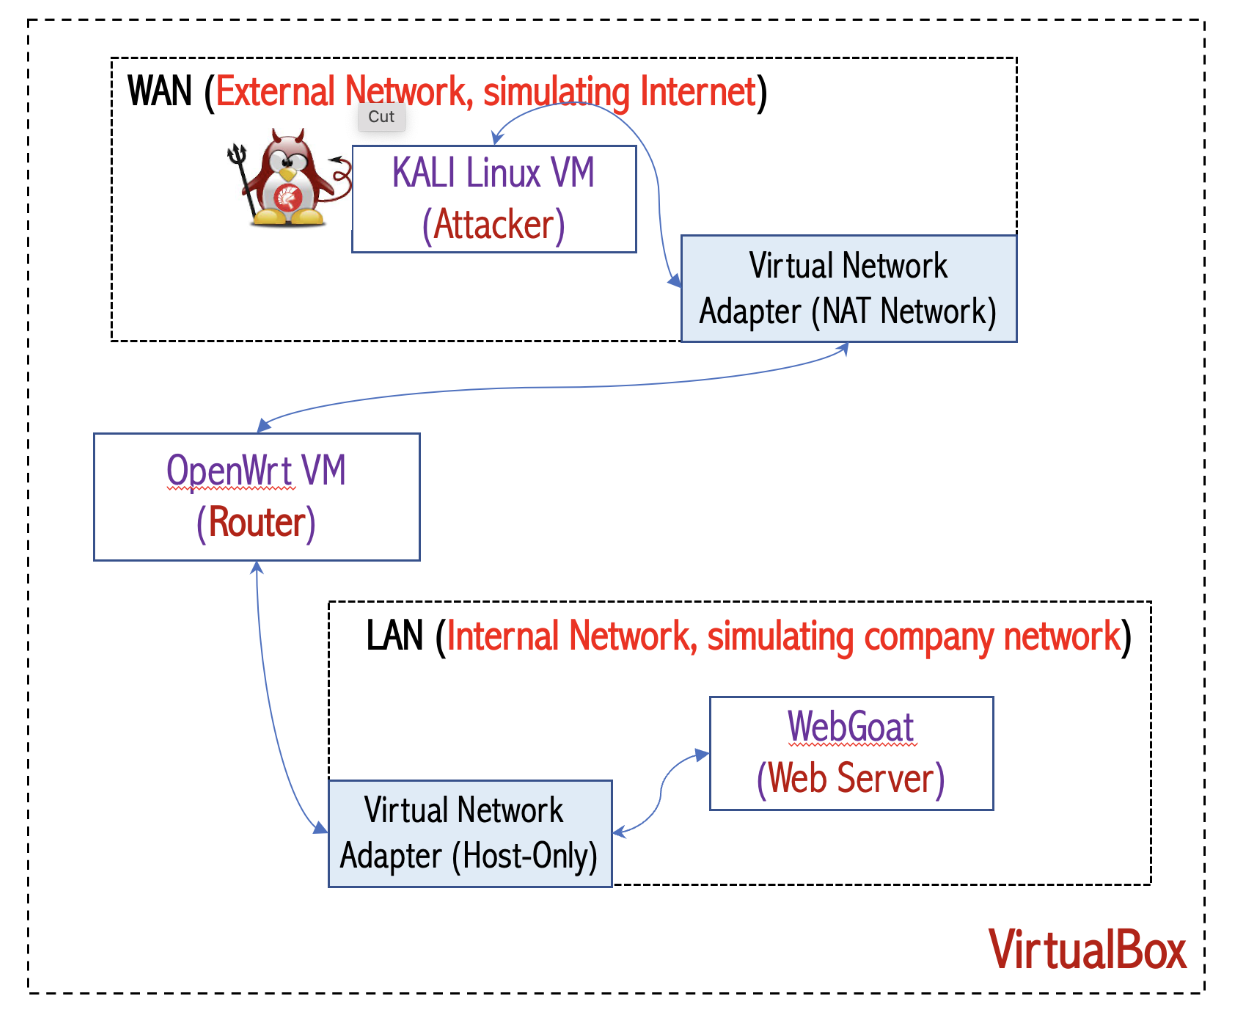 WAN (External Network, simulating Internet)
Cut
KALI Linux VM
(Attacker)
Virtual Network
Adapter (NAT Network)
OpenWrt VM
(Router)
LAN (Internal Network, simulating company network)
WebGoat
(Web Server)
Virtual Network
Adapter (Host-Only)
VirtualBox